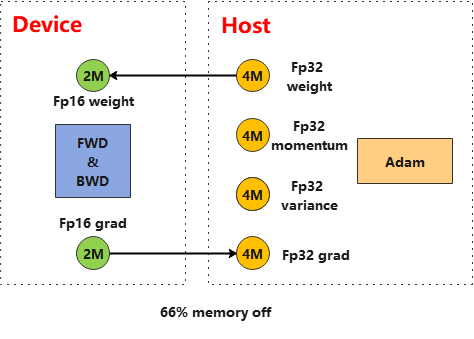 Device
Host
2M
4M
Fp32
weight
Fp16 weight
4M
Fp32
momentum
FWD
&
BWD
Adam
4M
Fp32
variance
Fp16 grad
2M
4M
Fp32 grad
66% memory off